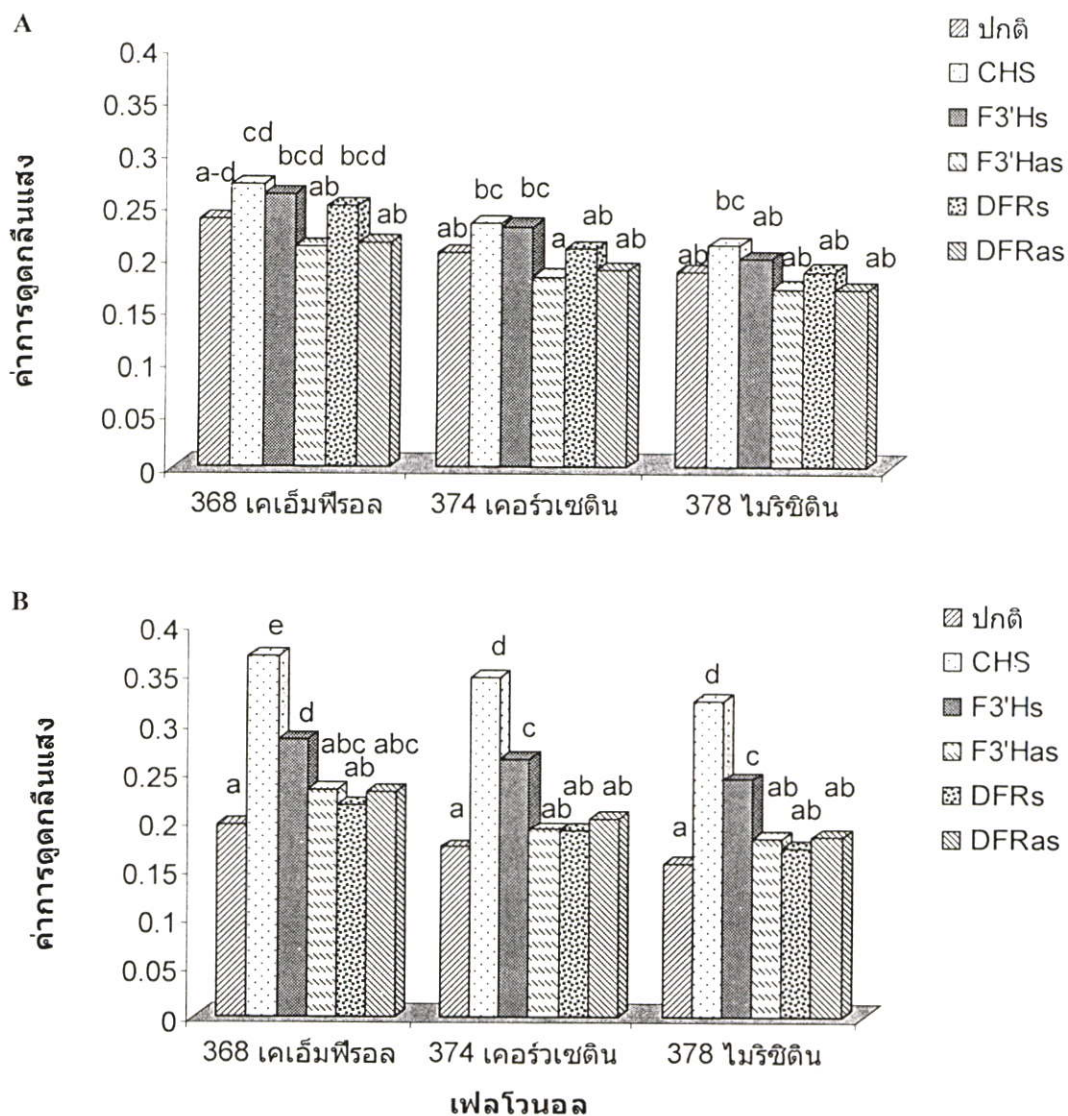 A
ปกติ
CHS
F3'Hs
F3'Has
DFRs
DFRas
ค่าการดูดกลืนแสง
0.4
0.35
0.3
0.25
0.2
0.15
0.1
0.05
0
a-d cd bcd ab bcd ab
ab bc bc a ab ab
ab bc ab ab ab ab
368 เคเอ็มฟีรอล 374 เคอร์วเซดิน 378 ไมริซิดิน
B
ปกติ
CHS
F3'Hs
F3'Has
DFRs
DFRas
ค่าการดูดกลืนแสง
0.4
0.35
0.3
0.25
0.2
0.15
0.1
0.05
0
a e d abc ab abc
a d c ab ab ab
a d c ab ab ab
368 เคเอ็มฟีรอล 374 เคอร์วเซดิน 378 ไมริซิดิน
เฟลโวนอล